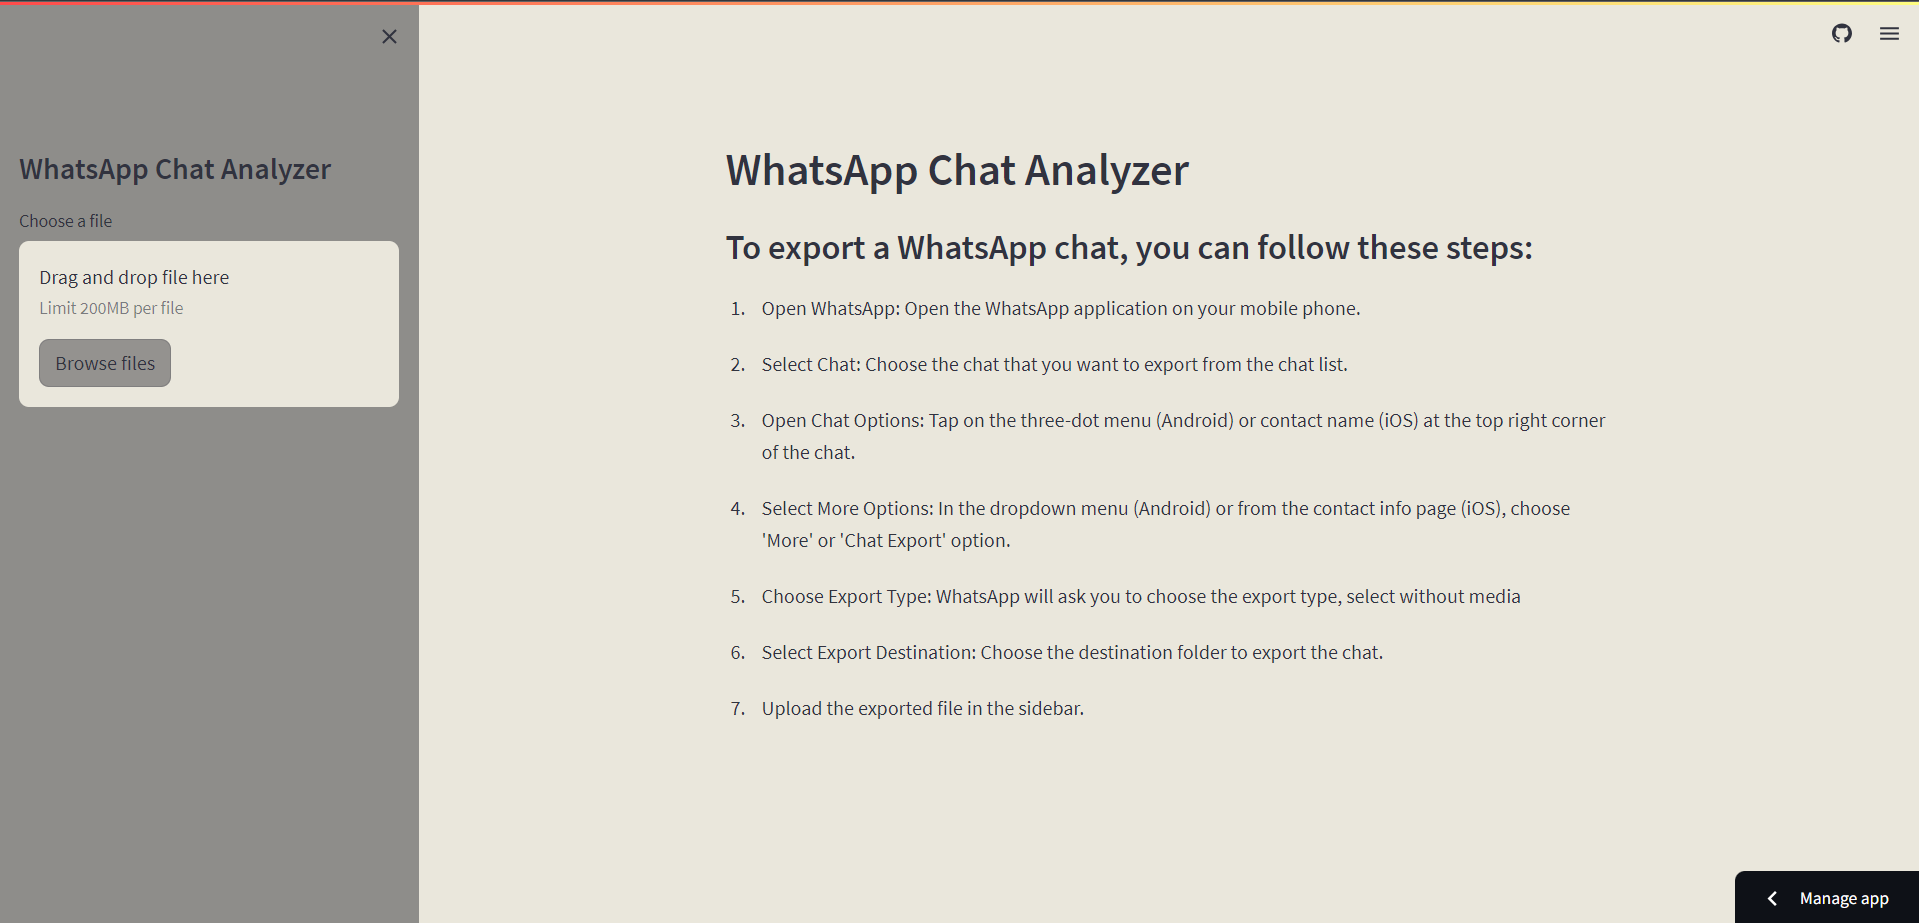 WhatsApp Chat Analyzer
Choose a file
Drag and drop file here
Limit 200MB per file
Browse files
WhatsApp Chat Analyzer
To export a WhatsApp chat, you can follow these steps:
1. Open WhatsApp: Open the WhatsApp application on your mobile phone.
2. Select Chat: Choose the chat that you want to export from the chat list.
3. Open Chat Options: Tap on the three-dot menu (Android) or contact name (iOS) at the top right corner
of the chat.
4. Select More Options: In the dropdown menu (Android) or from the contact info page (iOS), choose
'More' or 'Chat Export' option.
5. Choose Export Type: WhatsApp will ask you to choose the export type, select without media
6. Select Export Destination: Choose the destination folder to export the chat.
7. Upload the exported file in the sidebar.
Manage app